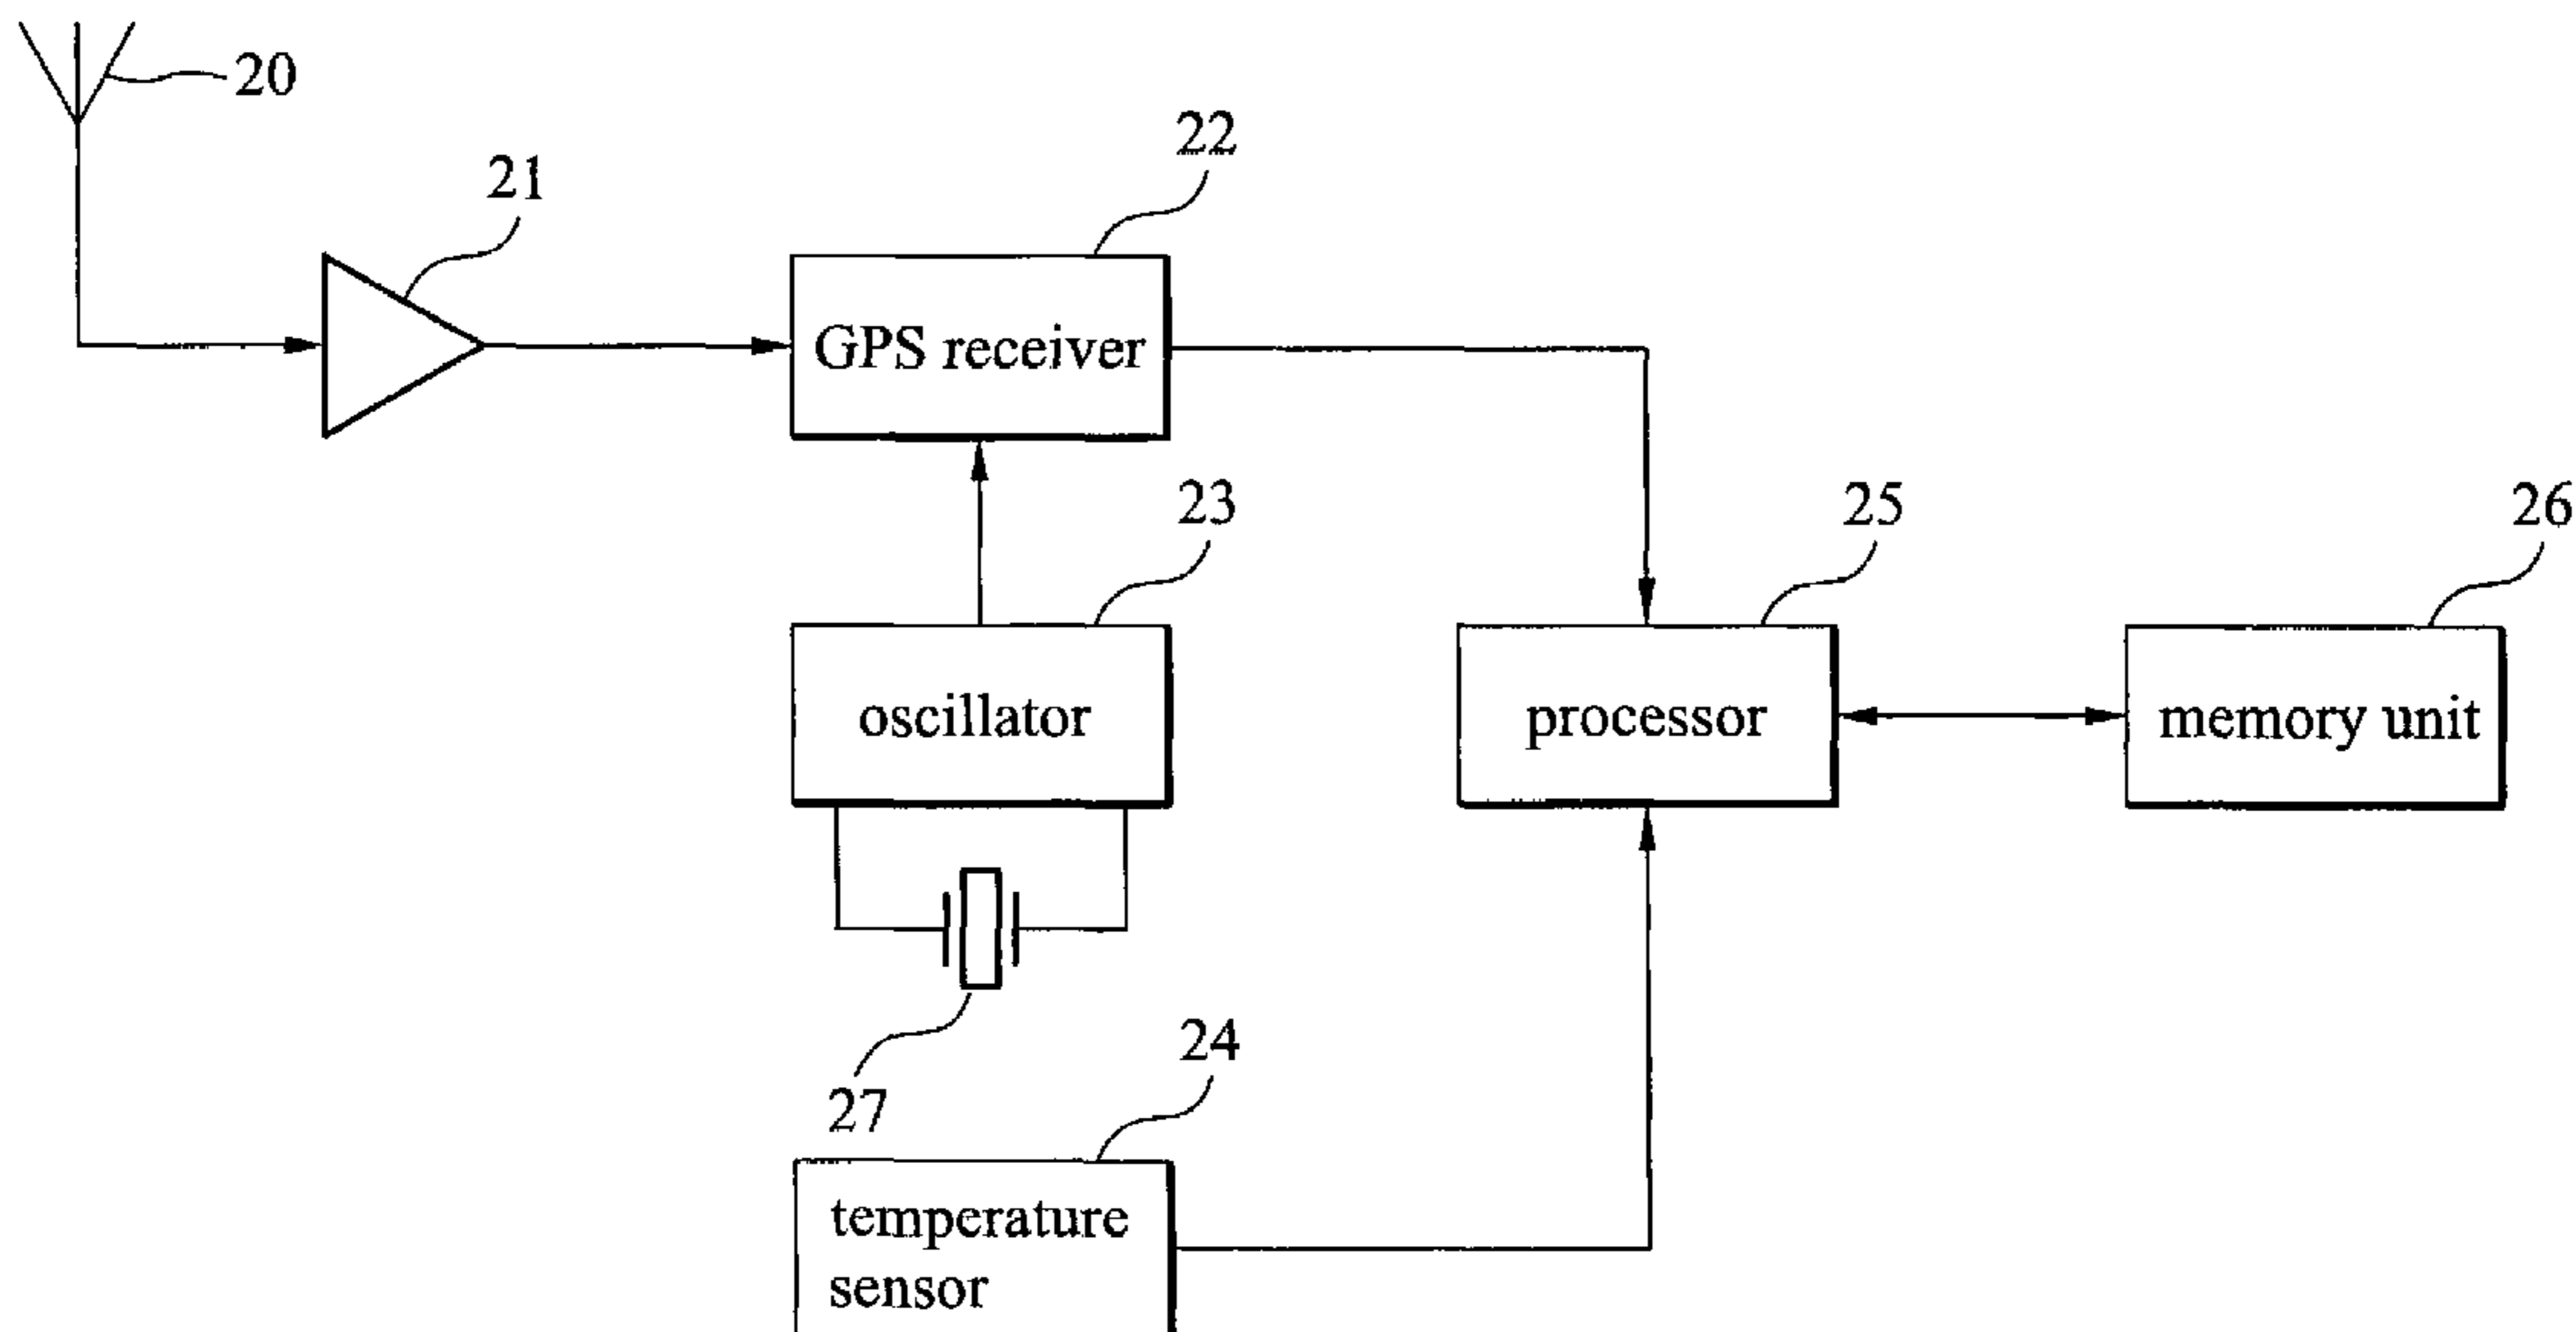 20
21
22
GPS receiver
23
oscillator
25
processor
26
memory unit
27
24
temperature
sensor